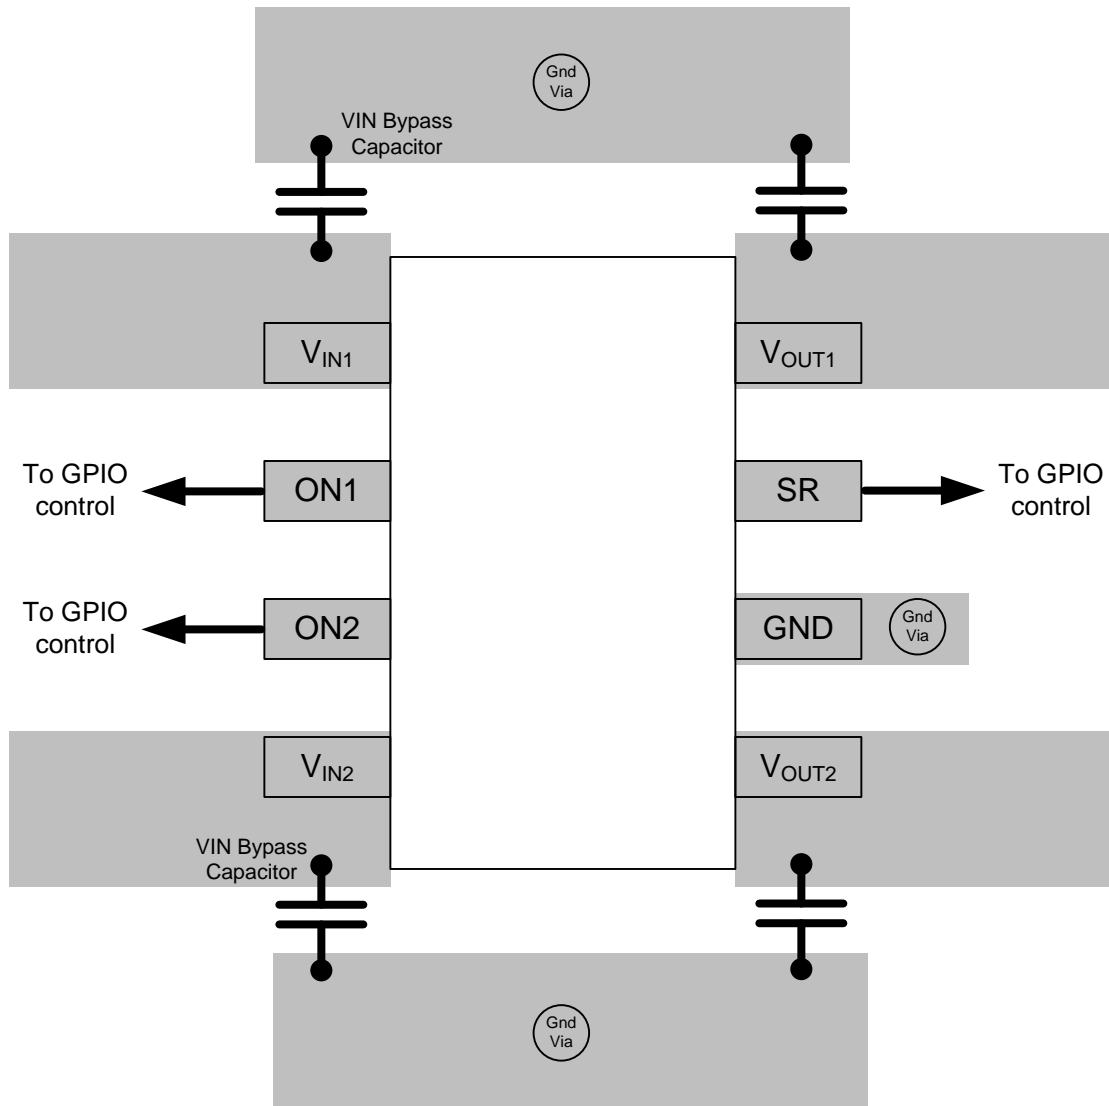 Gnd
Via
VIN Bypass
Capacitor
VIN1
VOUT1
To GPIO
control
ON1
SR
To GPIO
control
To GPIO
control
ON2
GND
Gnd
Via
VIN2
VOUT2
VIN Bypass
Capacitor
Gnd
Via